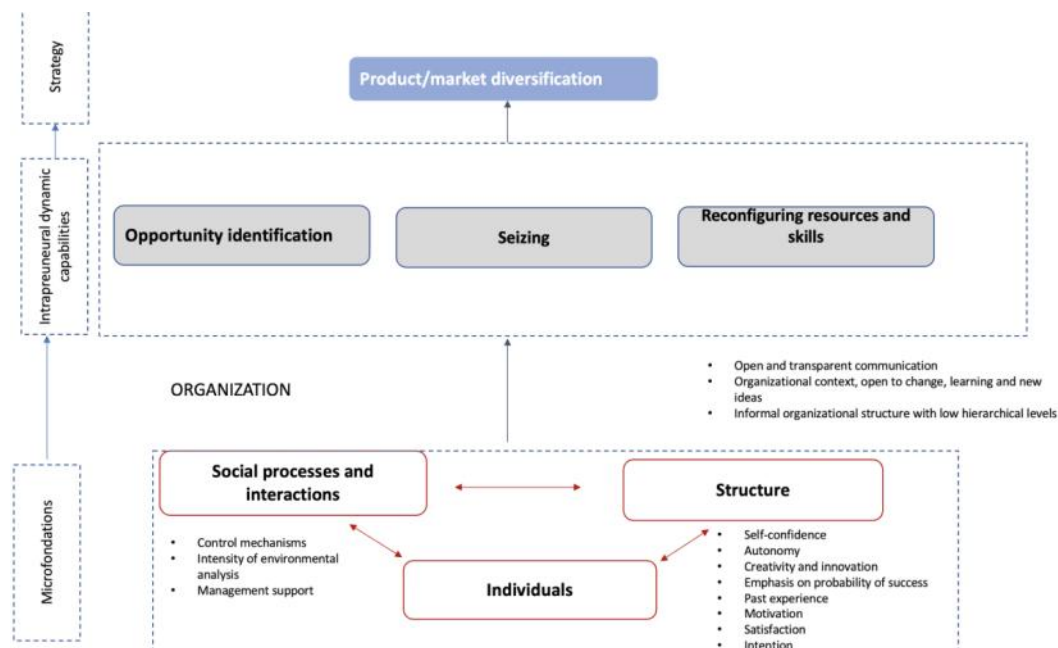 Strategy
Product/market diversification
Intrapreuneural dynamic
capabilities
Opportunity identification
Seizing
Reconfiguring resources and
skills
ORGANIZATION
• Open and transparent communication
• Organizational context, open to change, learning and new
ideas
• Informal organizational structure with low hierarchical levels
Microfondations
Social processes and
interactions
Structure
• Control mechanisms
• Intensity of environmental
analysis
• Management support
Individuals
• Self-confidence
• Autonomy
• Creativity and innovation
• Emphasis on probability of success
• Past experience
• Motivation
• Satisfaction
• Intention